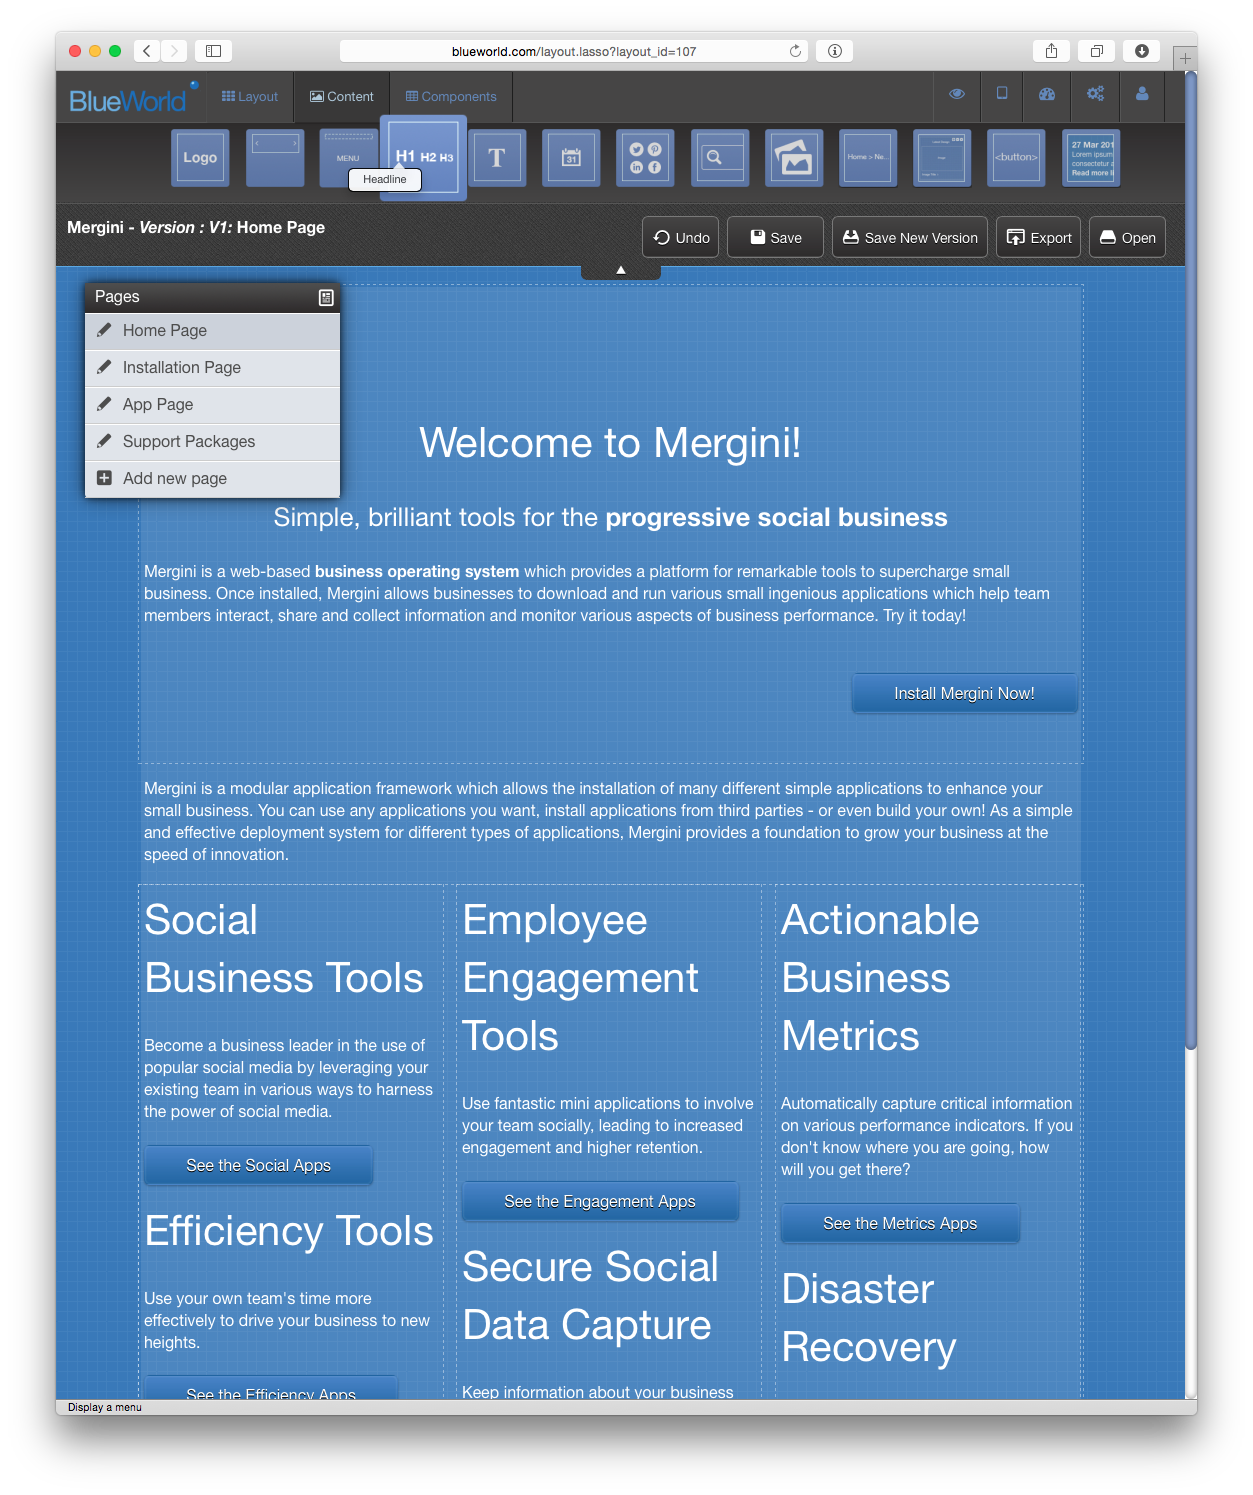 blueworld.com/layout.lasso?layout_id=107
BlueWorld
Layout
Content
Components
Logo
MENU
H1 H2 H3
T
31
Home > Ne...
<button>
27 Mar 201
Lorem ipsum
consectetur a
Read more li
Headline
Mergini - Version : V1: Home Page
Undo
Save
Save New Version
Export
Open
Pages
Home Page
Installation Page
App Page
Support Packages
Add new page
Welcome to Mergini!
Simple, brilliant tools for the progressive social business
Mergini is a web-based business operating system which provides a platform for remarkable tools to supercharge small
business. Once installed, Mergini allows businesses to download and run various small ingenious applications which help team
members interact, share and collect information and monitor various aspects of business performance. Try it today!
Install Mergini Now!
Mergini is a modular application framework which allows the installation of many different simple applications to enhance your
small business. You can use any applications you want, install applications from third parties - or even build your own! As a simple
and effective deployment system for different types of applications, Mergini provides a foundation to grow your business at the
speed of innovation.
Social
Business Tools
Become a business leader in the use of
popular social media by leveraging your
existing team in various ways to harness
the power of social media.
See the Social Apps
Efficiency Tools
Use your own team's time more
effectively to drive your business to new
heights.
See the Efficiency Apps
Employee
Engagement
Tools
Use fantastic mini applications to involve
your team socially, leading to increased
engagement and higher retention.
See the Engagement Apps
Secure Social
Data Capture
Keep information about your business
Actionable
Business
Metrics
Automatically capture critical information
on various performance indicators. If you
don't know where you are going, how
will you get there?
See the Metrics Apps
Disaster
Recovery
Display a menu